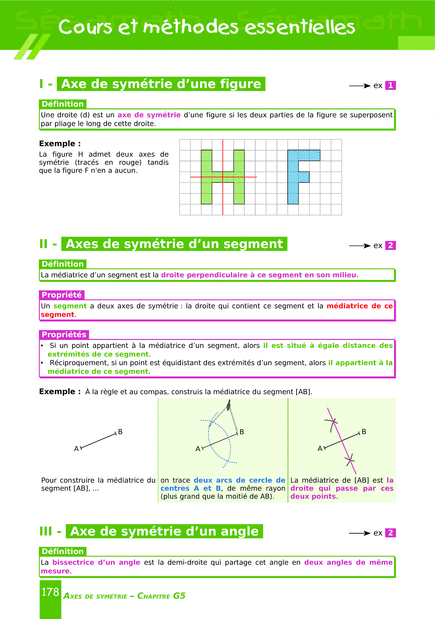 Cours et méthodes essentielles
I - Axe de symétrie d'une figure
ex 1
Définition
Une droite (d) est un axe de symétrie d'une figure si les deux parties de la figure se superposent
par pliage le long de cette droite.
Exemple :
La figure H admet deux axes de
symétrie (tracés en rouge) tandis
que la figure F n'en a aucun.
II - Axes de symétrie d'un segment
ex 2
Définition
La médiatrice d'un segment est la droite perpendiculaire à ce segment en son milieu.
Propriété
Un segment a deux axes de symétrie : la droite qui contient ce segment et la médiatrice de ce
segment.
Propriétés
• Si un point appartient à la médiatrice d'un segment, alors il est situé à égale distance des
extrémités de ce segment.
• Réciproquement, si un point est équidistant des extrémités d'un segment, alors il appartient à la
médiatrice de ce segment.
Exemple : À la règle et au compas, construis la médiatrice du segment [AB].
A B
A B
A B
Pour construire la médiatrice du
segment [AB], ...
on trace deux arcs de cercle de
centres A et B, de même rayon
(plus grand que la moitié de AB).
La médiatrice de [AB] est la
droite qui passe par ces
deux points.
III - Axe de symétrie d'un angle
ex 2
Définition
La bissectrice d'un angle est la demi-droite qui partage cet angle en deux angles de même
mesure.
178 Axes de symétrie – Chapitre G5